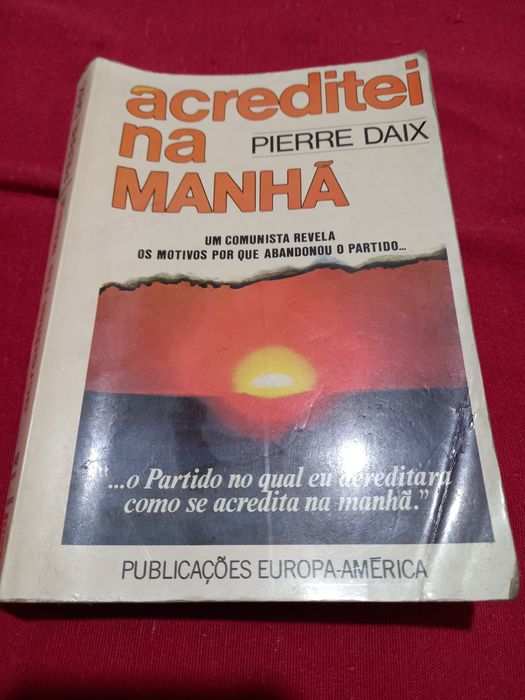 acreditei
na
MANHÃ
PIERRE DAIX
UM COMUNISTA REVELA
OS MOTIVOS POR QUE ABANDONOU O PARTIDO...
"...o Partido no qual eu acreditara
como se acredita na manhã."
PUBLICAÇÕES EUROPA-AMÉRICA